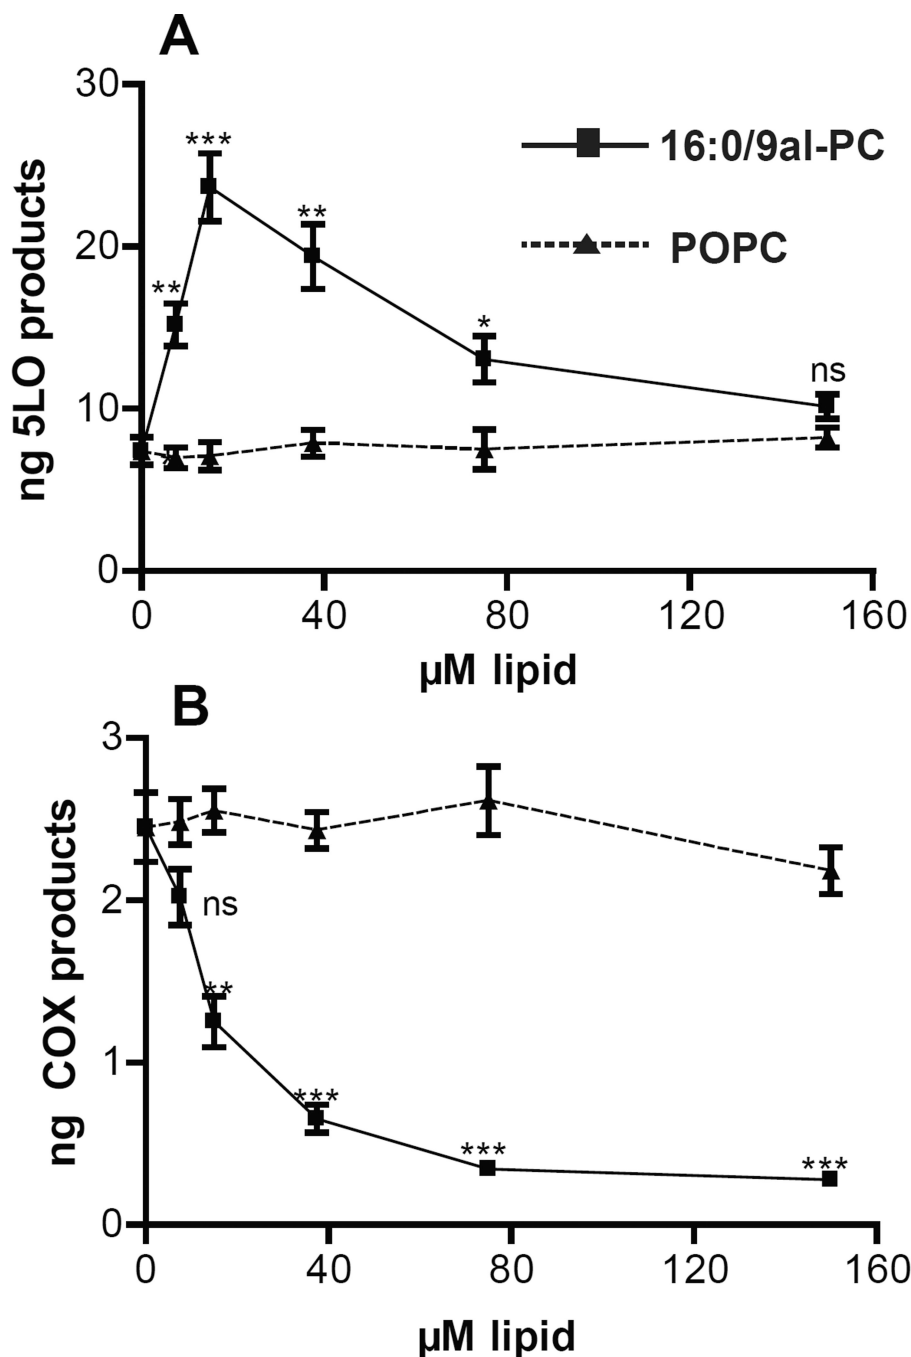 A
30
***
16:0/9al-PC
**
20
POPC
**
*
ns
10
0
0 40 80 120 160
ng 5LO products
µM lipid
B
3
2
ns
**
1
***
***
***
0
0 40 80 120 160
ng COX products
µM lipid